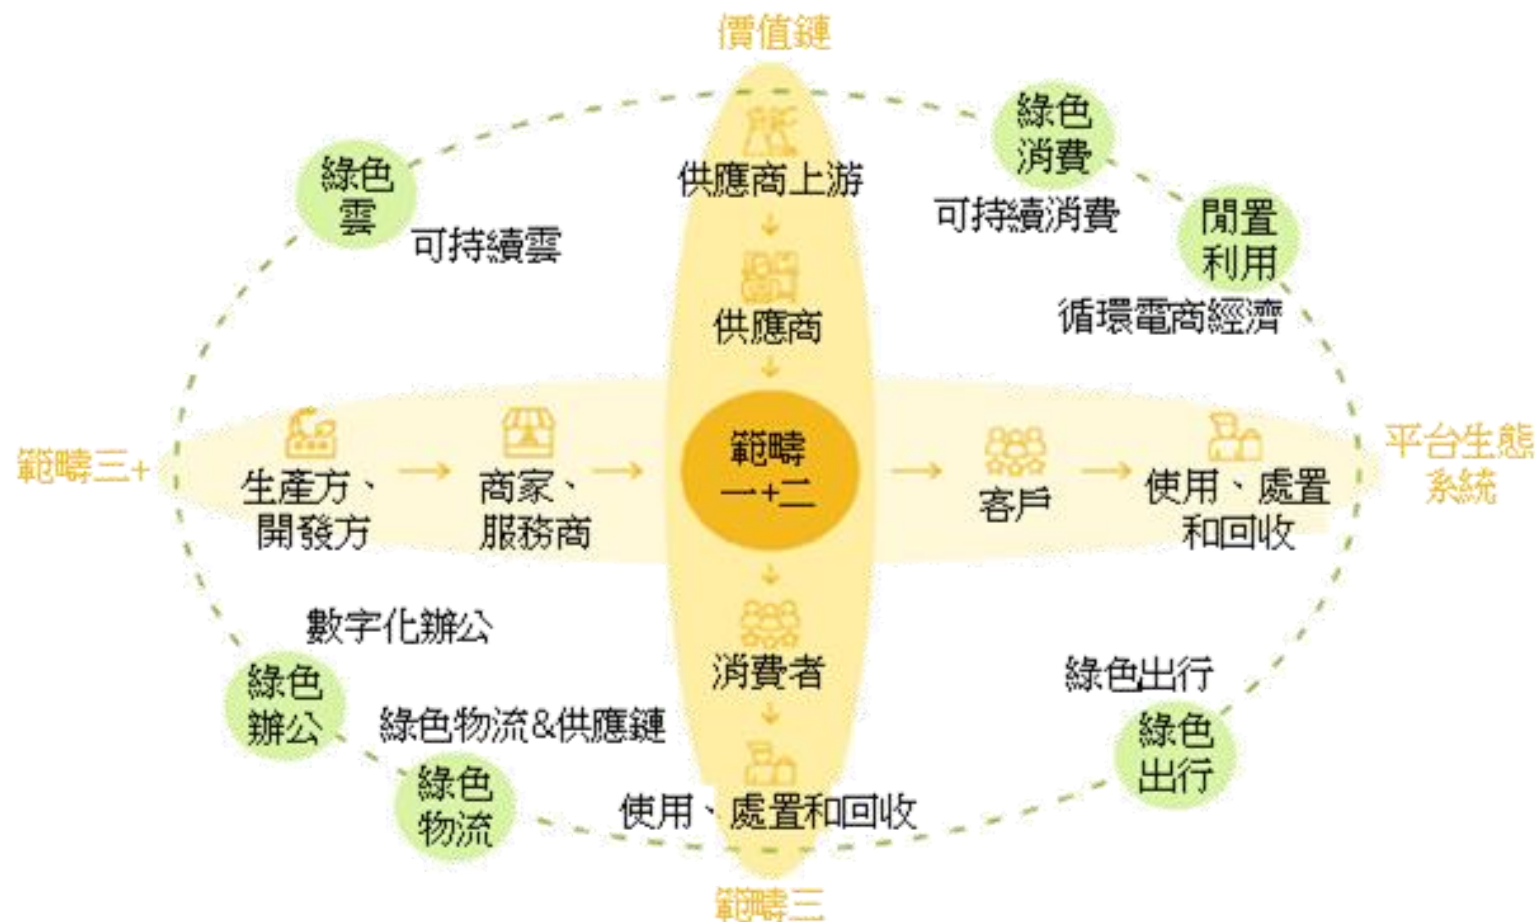 價值鏈
綠色
消費
供應商上游
綠色
雲
可持續消費
閒置
利用
可持續雲
循環電商經濟
供應商
範疇三+
生產方、
開發方
商家、
服務商
範疇
一+二
客戶
使用、處置
和回收
平台生態
系統
數字化辦公
消費者
綠色出行
綠色
辦公
綠色物流&供應鏈
綠色
出行
綠色
物流
使用、處置和回收
範疇三